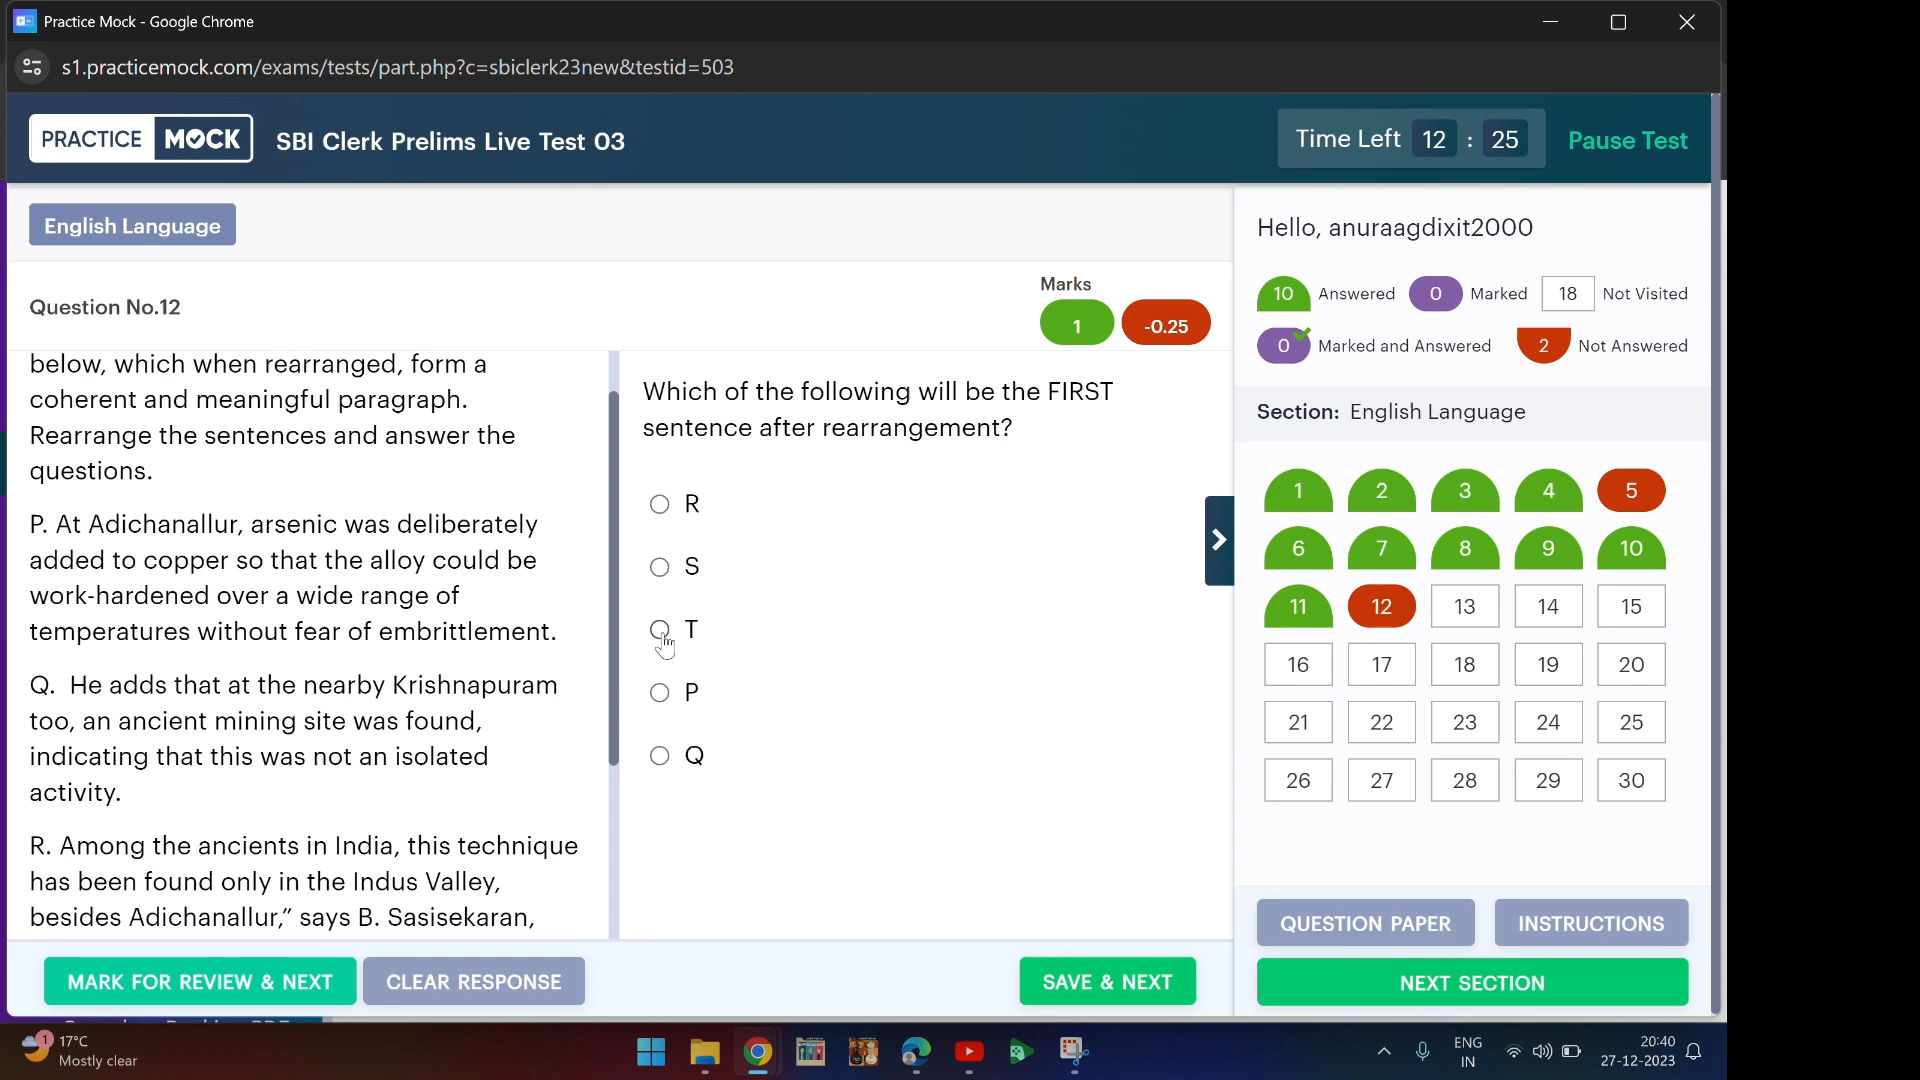 Practice Mock - Google Chrome
s1.practicemock.com/exams/tests/part.php?c=sbiclerk23new&testid=503
PRACTICE MOCK
SBI Clerk Prelims Live Test 03
Time Left 12 : 25
Pause Test
English Language
Hello, anuraagdixit2000
Marks
Question No.12
1 -0.25
10 Answered 0 Marked 18 Not Visited
0 Marked and Answered 2 Not Answered
Section: English Language
below, which when rearranged, form a
coherent and meaningful paragraph.
Rearrange the sentences and answer the
questions.
P. At Adichanallur, arsenic was deliberately
added to copper so that the alloy could be
work-hardened over a wide range of
temperatures without fear of embrittlement.
Q. He adds that at the nearby Krishnapuram
too, an ancient mining site was found,
indicating that this was not an isolated
activity.
R. Among the ancients in India, this technique
has been found only in the Indus Valley,
besides Adichanallur,” says B. Sasisekaran,
Which of the following will be the FIRST
sentence after rearrangement?
R
S
T
P
Q
1 2 3 4 5
6 7 8 9 10
11 12 13 14 15
16 17 18 19 20
21 22 23 24 25
26 27 28 29 30
QUESTION PAPER INSTRUCTIONS
MARK FOR REVIEW & NEXT CLEAR RESPONSE SAVE & NEXT NEXT SECTION
1
17°C
Mostly clear
ENG
IN
20:40
27-12-2023